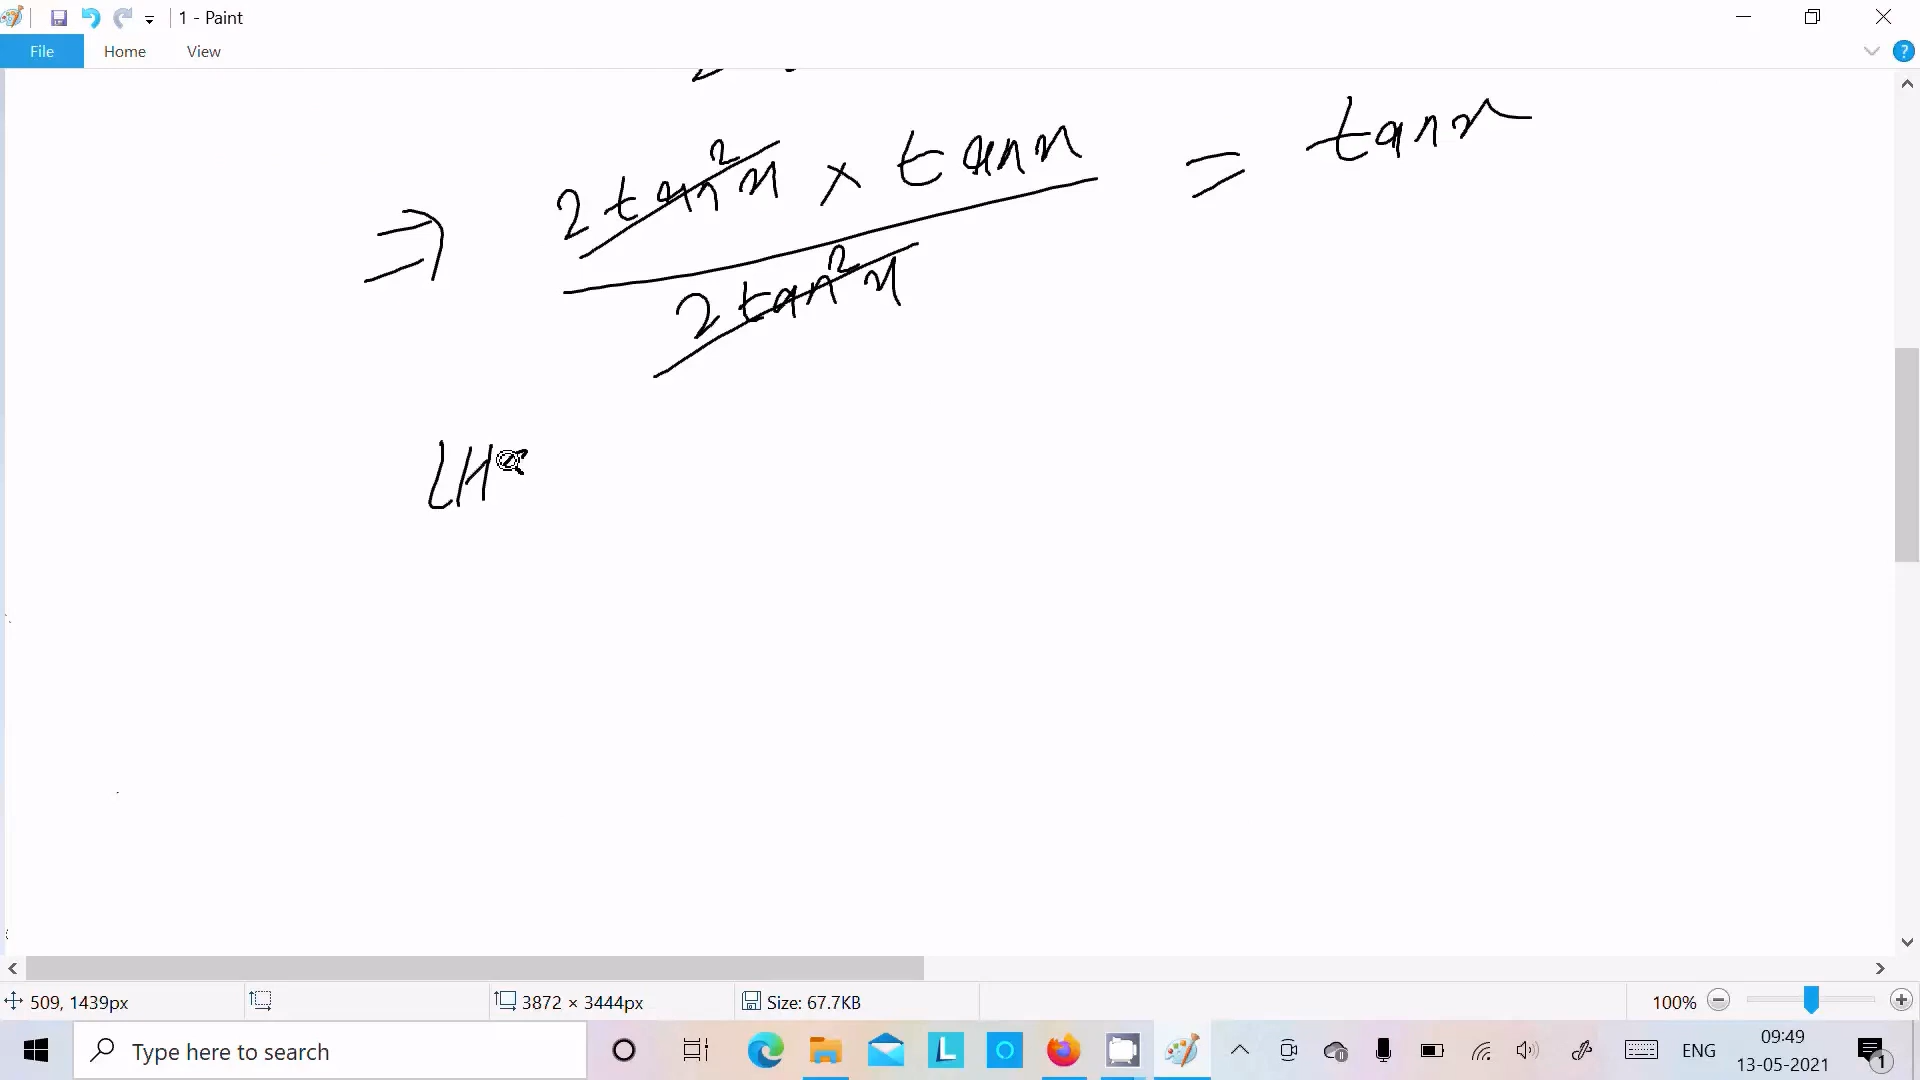 1 - Paint
File Home View
⇒ 2tan²x × tanx / 2tan²x = tanx
LH
509, 1439px
3872 × 3444px
Size: 67.7KB
100%
Type here to search
ENG
09:49
13-05-2021
1